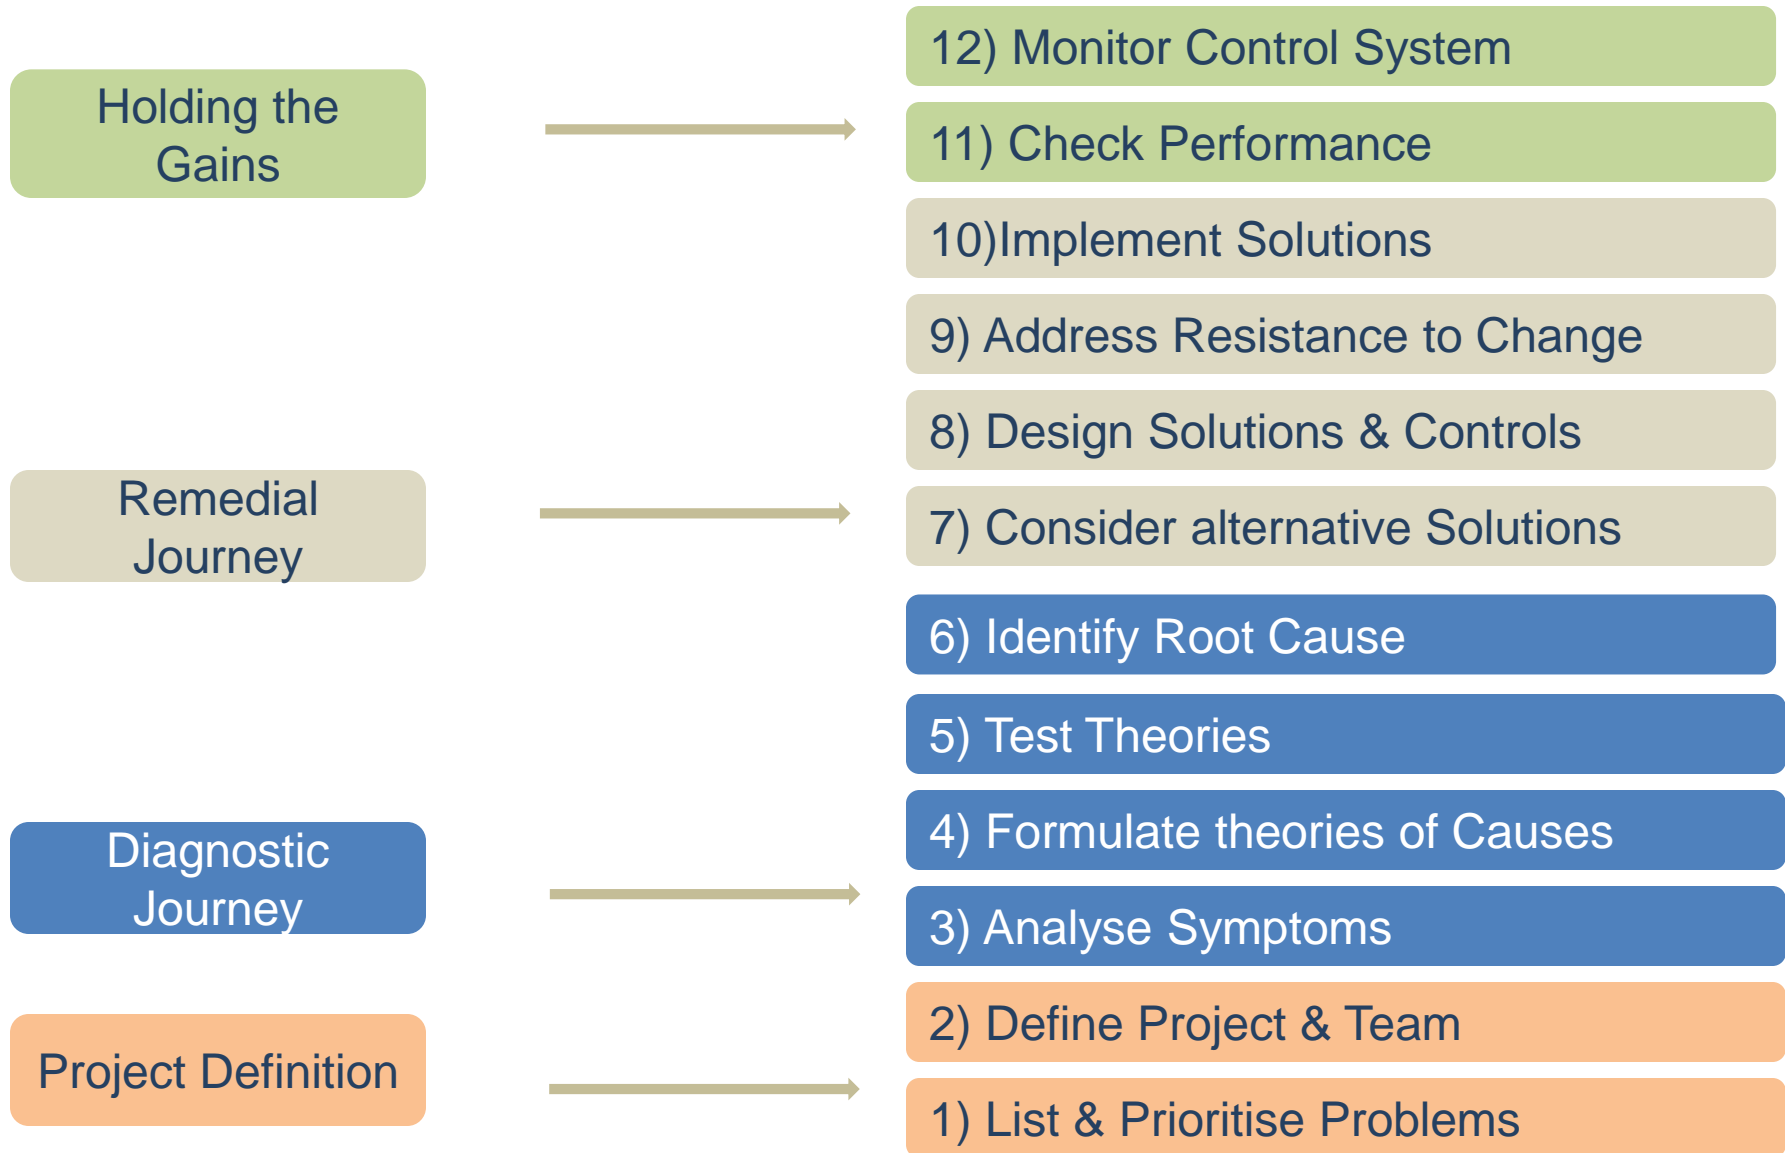 12) Monitor Control System
Holding the
Gains
11) Check Performance
10)Implement Solutions
9) Address Resistance to Change
8) Design Solutions & Controls
Remedial
Journey
7) Consider alternative Solutions
6) Identify Root Cause
5) Test Theories
4) Formulate theories of Causes
Diagnostic
Journey
3) Analyse Symptoms
2) Define Project & Team
Project Definition
1) List & Prioritise Problems